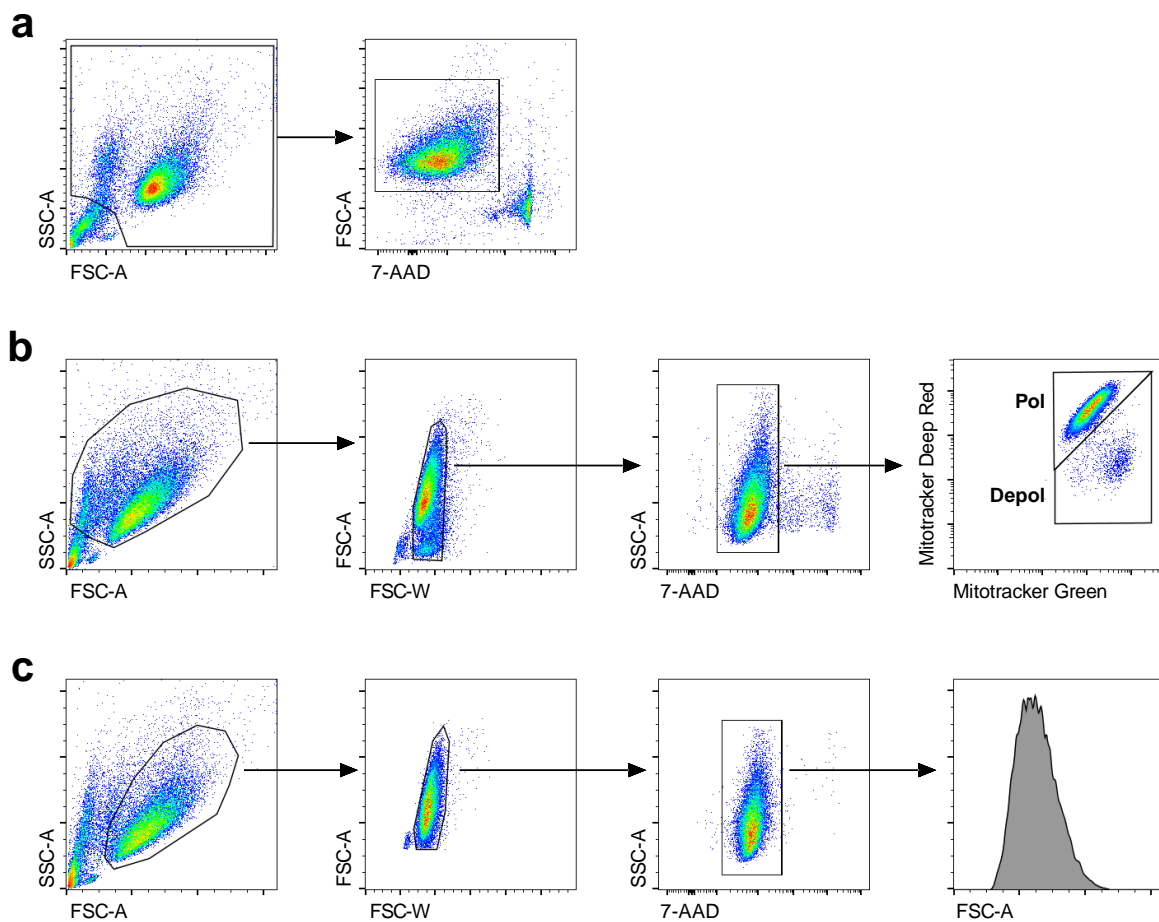 a
SSC-A
FSC-A
FSC-A
7-AAD
b
SSC-A
FSC-A
FSC-A
FSC-W
SSC-A
7-AAD
Mitotracker Deep Red
Pol
Depol
Mitotracker Green
c
SSC-A
FSC-A
FSC-A
FSC-W
SSC-A
7-AAD
FSC-A